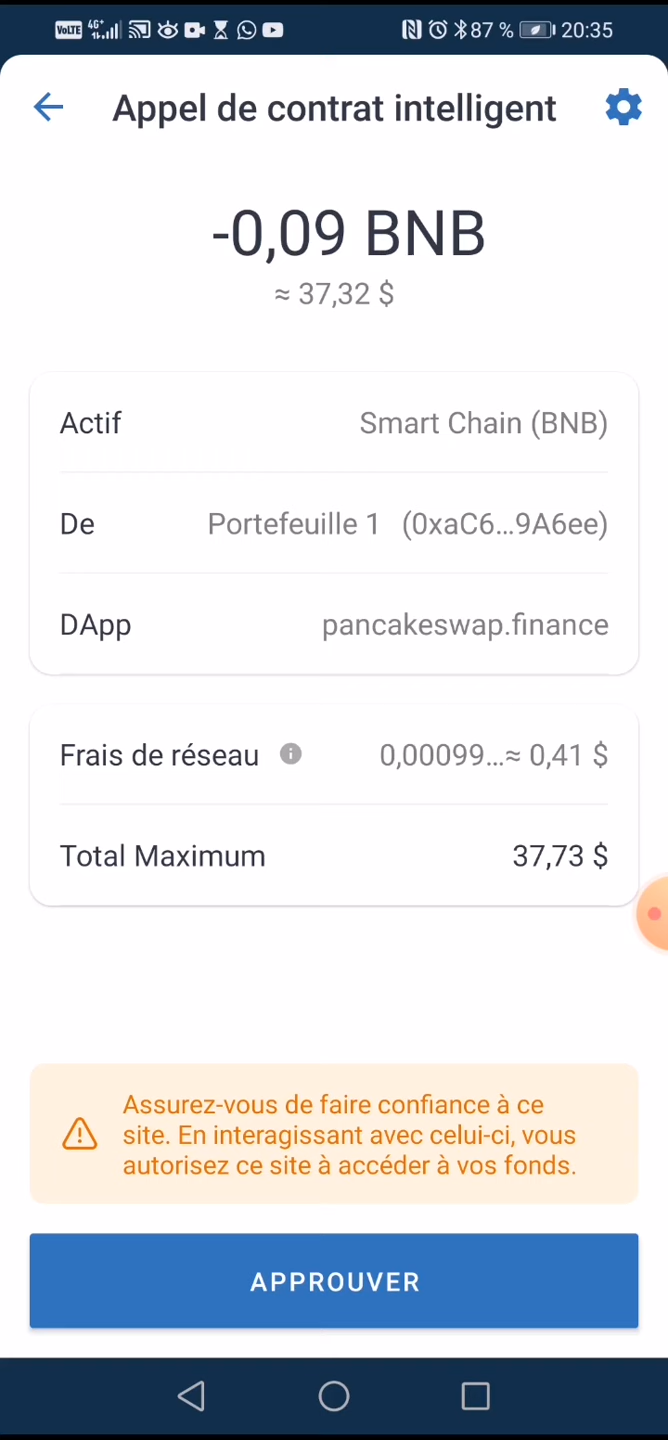 VoLTE 4G+ 87 % 20:35
Appel de contrat intelligent
-0,09 BNB
≈ 37,32 $
Actif Smart Chain (BNB)
De Portefeuille 1 (0xaC6...9A6ee)
DApp pancakeswap.finance
Frais de réseau 0,00099...≈ 0,41 $
Total Maximum 37,73 $
Assurez-vous de faire confiance à ce
site. En interagissant avec celui-ci, vous
autorisez ce site à accéder à vos fonds.
APPROUVER